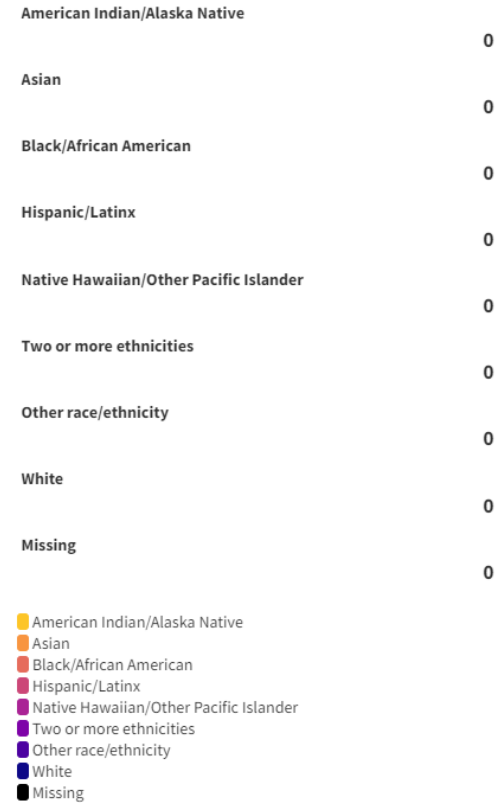 American Indian/Alaska Native
0
Asian
0
Black/African American
0
Hispanic/Latinx
0
Native Hawaiian/Other Pacific Islander
0
Two or more ethnicities
0
Other race/ethnicity
0
White
0
Missing
0
American Indian/Alaska Native
Asian
Black/African American
Hispanic/Latinx
Native Hawaiian/Other Pacific Islander
Two or more ethnicities
Other race/ethnicity
White
Missing